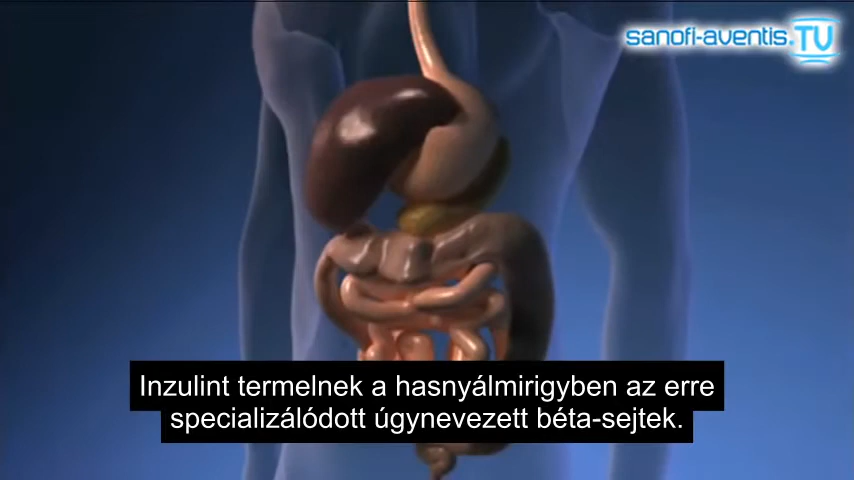 sanofi-aventis.TV
Inzulint termelnek a hasnyálmirigyben az erre
specializálódott úgynevezett béta-sejtek.